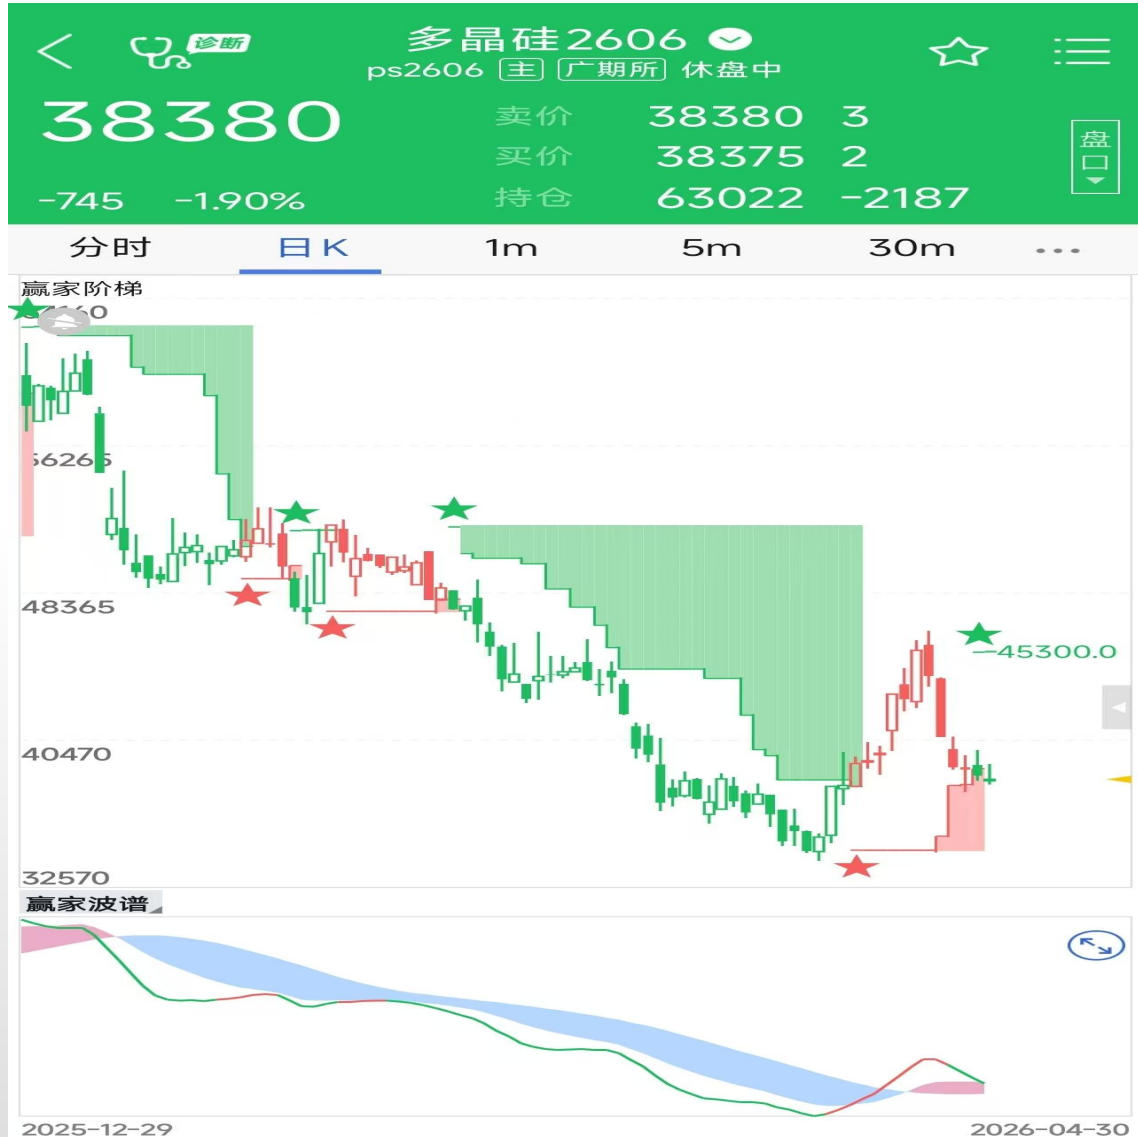 诊断
多晶硅2606
ps2606 主 广期所 休盘中
38380
卖价 38380 3
买价 38375 2
盘口
-745 -1.90%
持仓 63022 -2187
分时 日K 1m 5m 30m
赢家阶梯
56265
48365
45300.0
40470
32570
赢家波谱
2025-12-29 2026-04-30